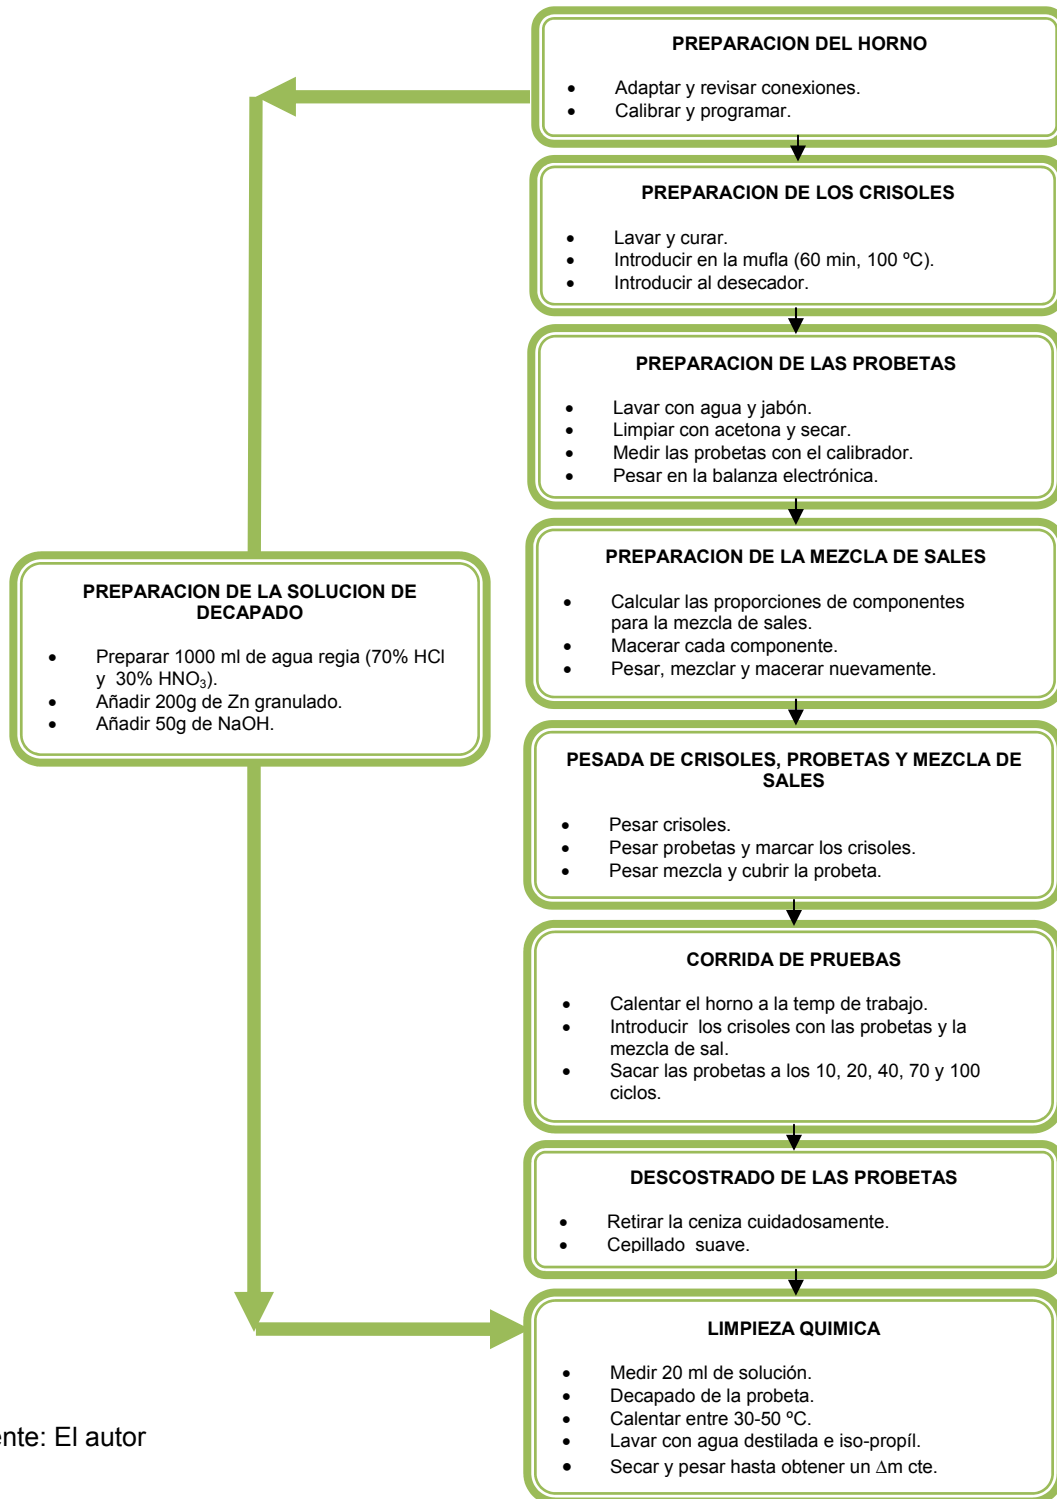 PREPARACION DEL HORNO
• Adaptar y revisar conexiones.
• Calibrar y programar.
PREPARACION DE LOS CRISOLES
• Lavar y curar.
• Introducir en la mufla (60 min, 100 ºC).
• Introducir al desecador.
PREPARACION DE LAS PROBETAS
• Lavar con agua y jabón.
• Limpiar con acetona y secar.
• Medir las probetas con el calibrador.
• Pesar en la balanza electrónica.
PREPARACION DE LA MEZCLA DE SALES
• Calcular las proporciones de componentes
para la mezcla de sales.
• Macerar cada componente.
• Pesar, mezclar y macerar nuevamente.
PREPARACION DE LA SOLUCION DE
DECAPADO
• Preparar 1000 ml de agua regia (70% HCl
y 30% HNO₃).
• Añadir 200g de Zn granulado.
• Añadir 50g de NaOH.
PESADA DE CRISOLES, PROBETAS Y MEZCLA DE
SALES
• Pesar crisoles.
• Pesar probetas y marcar los crisoles.
• Pesar mezcla y cubrir la probeta.
CORRIDA DE PRUEBAS
• Calentar el horno a la temp de trabajo.
• Introducir los crisoles con las probetas y la
mezcla de sal.
• Sacar las probetas a los 10, 20, 40, 70 y 100
ciclos.
DESCOSTRADO DE LAS PROBETAS
• Retirar la ceniza cuidadosamente.
• Cepillado suave.
LIMPIEZA QUIMICA
• Medir 20 ml de solución.
• Decapado de la probeta.
• Calentar entre 30-50 ºC.
• Lavar con agua destilada e iso-propíl.
• Secar y pesar hasta obtener un Δm cte.
ente: El autor